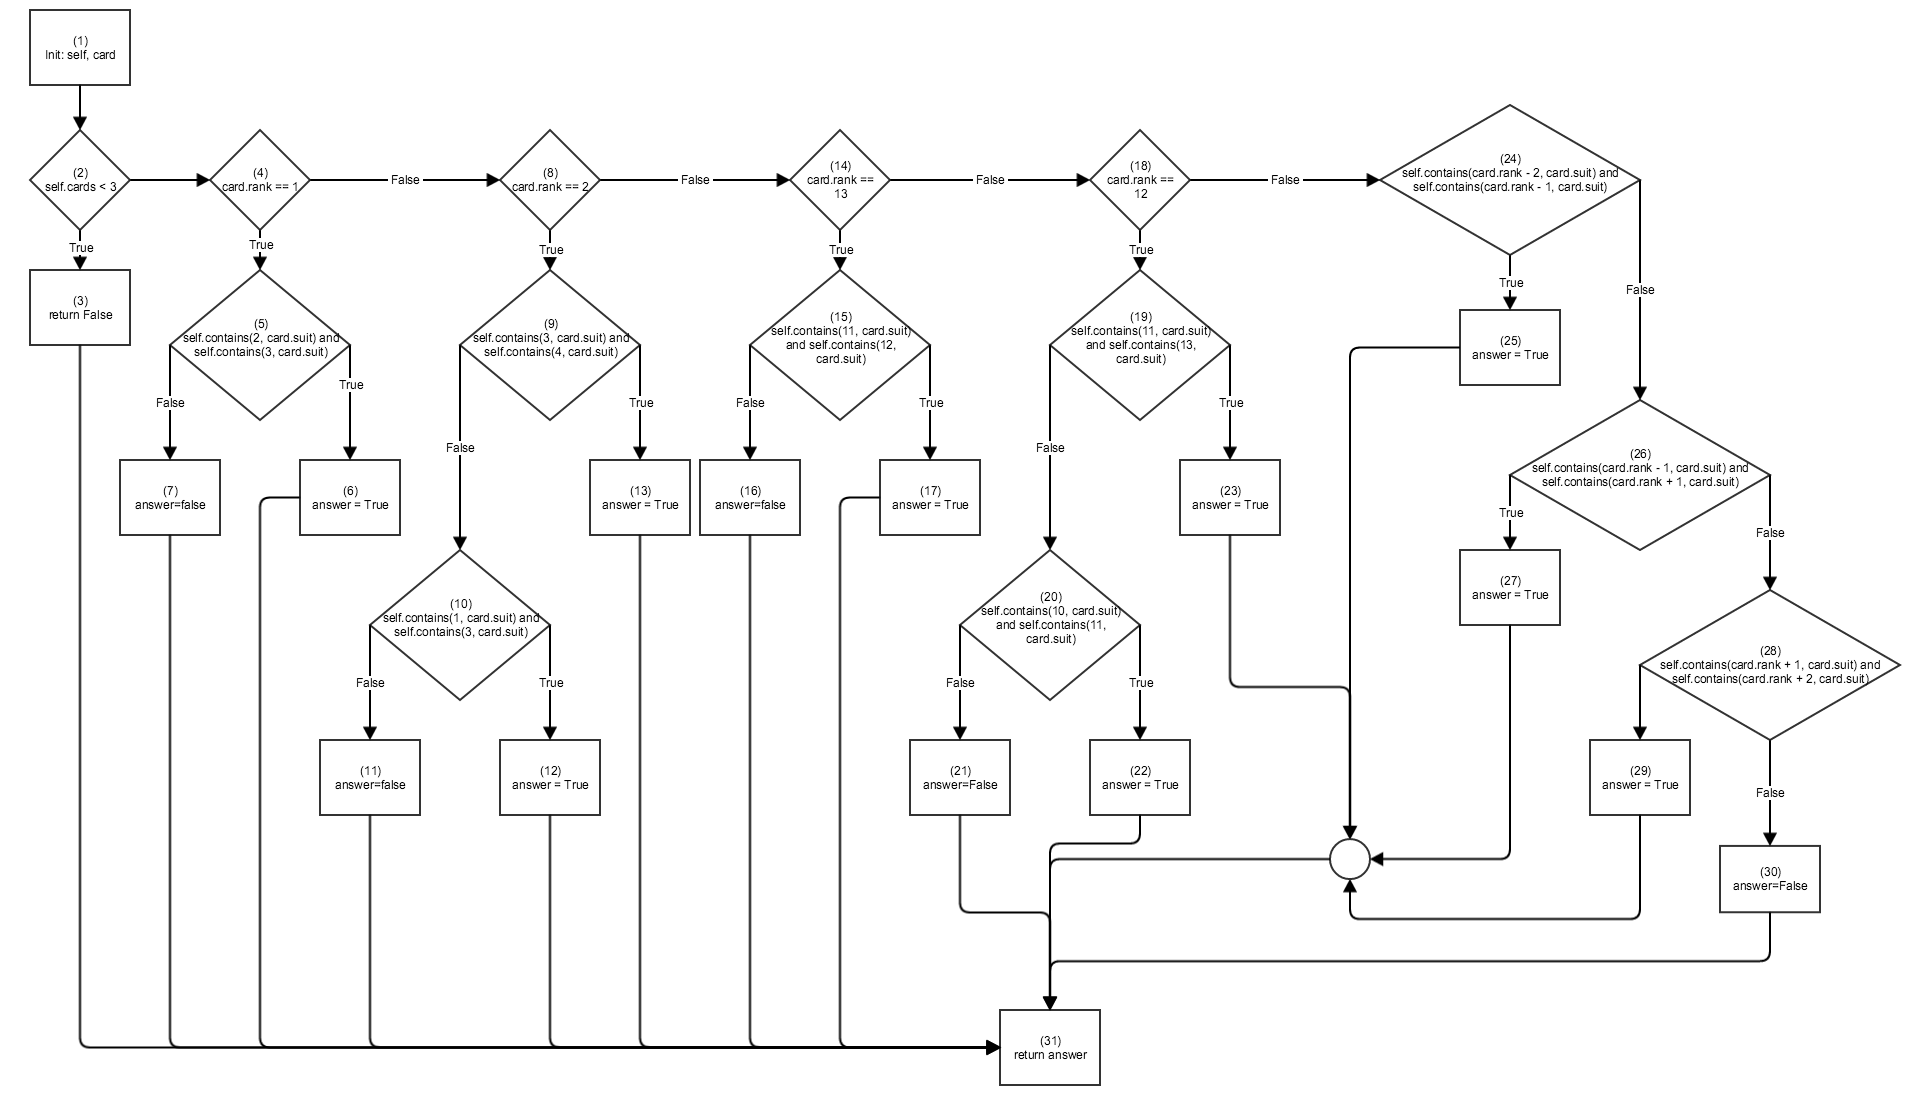 (1)
Init: self, card
(2)
self.cards < 3
(4)
card.rank == 1
False
(8)
card.rank == 2
False
(14)
card.rank ==
13
False
(18)
card.rank ==
12
False
(24)
self.contains(card.rank - 2, card.suit) and
self.contains(card.rank - 1, card.suit)
True
True
True
True
True
True
False
(3)
return False
(5)
self.contains(2, card.suit) and
self.contains(3, card.suit)
(9)
self.contains(3, card.suit) and
self.contains(4, card.suit)
(15)
self.contains(11, card.suit)
and self.contains(12,
card.suit)
(19)
self.contains(11, card.suit)
and self.contains(13,
card.suit)
(25)
answer = True
False
True
False
True
False
True
False
True
(26)
self.contains(card.rank - 1, card.suit) and
self.contains(card.rank + 1, card.suit)
True
False
(7)
answer=false
(6)
answer = True
(13)
answer = True
(16)
answer=false
(17)
answer = True
(23)
answer = True
(27)
answer = True
(10)
self.contains(1, card.suit) and
self.contains(3, card.suit)
(20)
self.contains(10, card.suit)
and self.contains(11,
card.suit)
(28)
self.contains(card.rank + 1, card.suit) and
self.contains(card.rank + 2, card.suit)
False
True
False
True
(11)
answer=false
(12)
answer = True
(21)
answer=False
(22)
answer = True
(29)
answer = True
False
(30)
answer=False
(31)
return answer